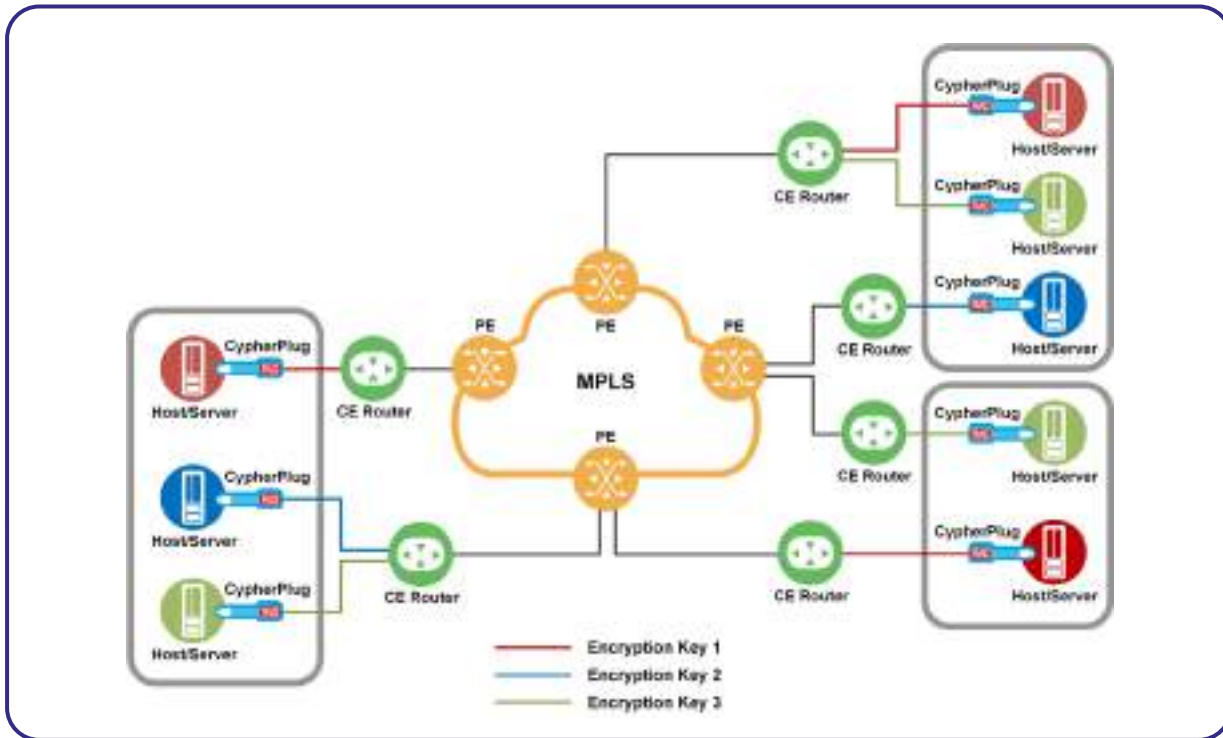 CypherPlug
Host/Server
CypherPlug
CE Router
Host/Server
CypherPlug
PE
PE
PE
CE Router
Host/Server
CypherPlug
MPLS
Host/Server
CE Router
CypherPlug
PE
CypherPlug
Host/Server
CE Router
CypherPlug
Host/Server
CypherPlug
CE Router
CE Router
Host/Server
Host/Server
Encryption Key 1
Encryption Key 2
Encryption Key 3